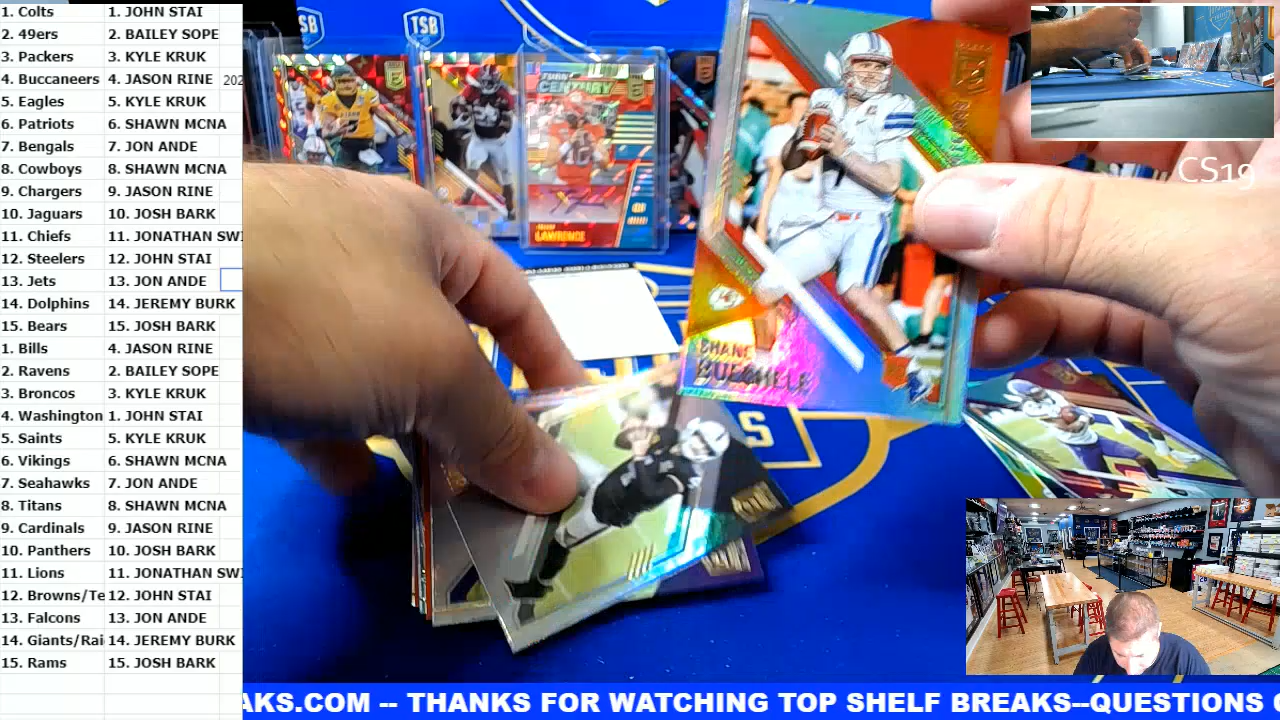 1. Colts 1. JOHN STAI
2. 49ers 2. BAILEY SOPE
3. Packers 3. KYLE KRUK
4. Buccaneers 4. JASON RINE 202
5. Eagles 5. KYLE KRUK
6. Patriots 6. SHAWN MCNA
7. Bengals 7. JON ANDE
8. Cowboys 8. SHAWN MCNA
9. Chargers 9. JASON RINE
10. Jaguars 10. JOSH BARK
11. Chiefs 11. JONATHAN SWI
12. Steelers 12. JOHN STAI
13. Jets 13. JON ANDE
14. Dolphins 14. JEREMY BURK
15. Bears 15. JOSH BARK
1. Bills 4. JASON RINE
2. Ravens 2. BAILEY SOPE
3. Broncos 3. KYLE KRUK
4. Washington 1. JOHN STAI
5. Saints 5. KYLE KRUK
6. Vikings 6. SHAWN MCNA
7. Seahawks 7. JON ANDE
8. Titans 8. SHAWN MCNA
9. Cardinals 9. JASON RINE
10. Panthers 10. JOSH BARK
11. Lions 11. JONATHAN SWI
12. Browns/Te 12. JOHN STAI
13. Falcons 13. JON ANDE
14. Giants/Rai 14. JEREMY BURK
15. Rams 15. JOSH BARK
TSB
TURN
CENTURY
LAWRENCE
SHANE
BUECHELE
CS19
AKS.COM -- THANKS FOR WATCHING TOP SHELF BREAKS--QUESTIONS